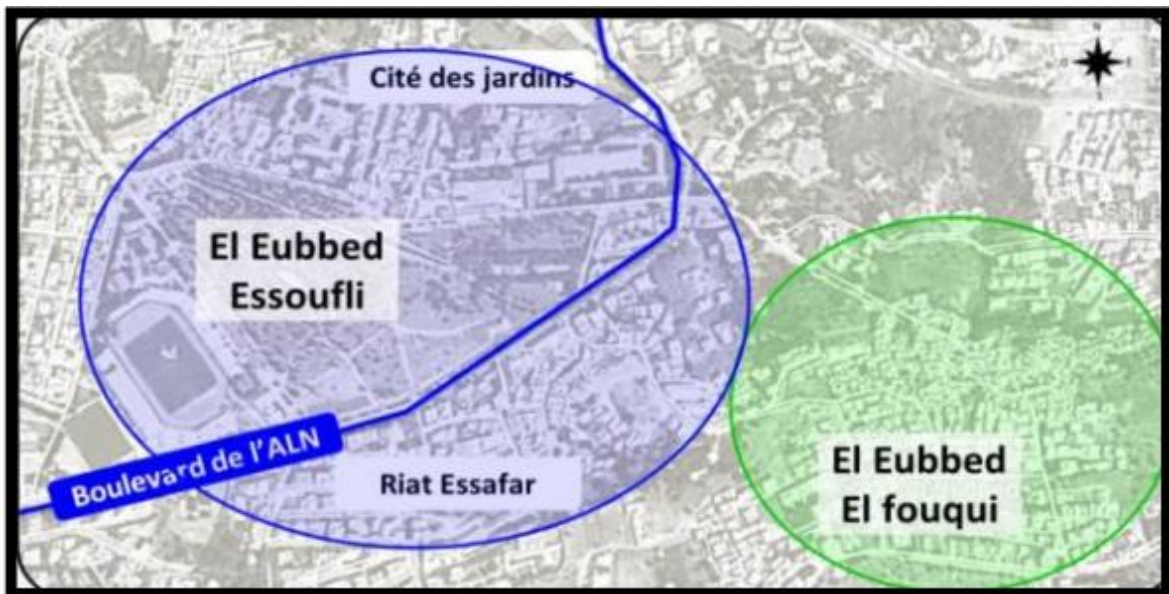 Cité des jardins
El Eubbed
Essoufli
Boulevard de l'ALN
Riat Essafar
El Eubbed
El fouqui